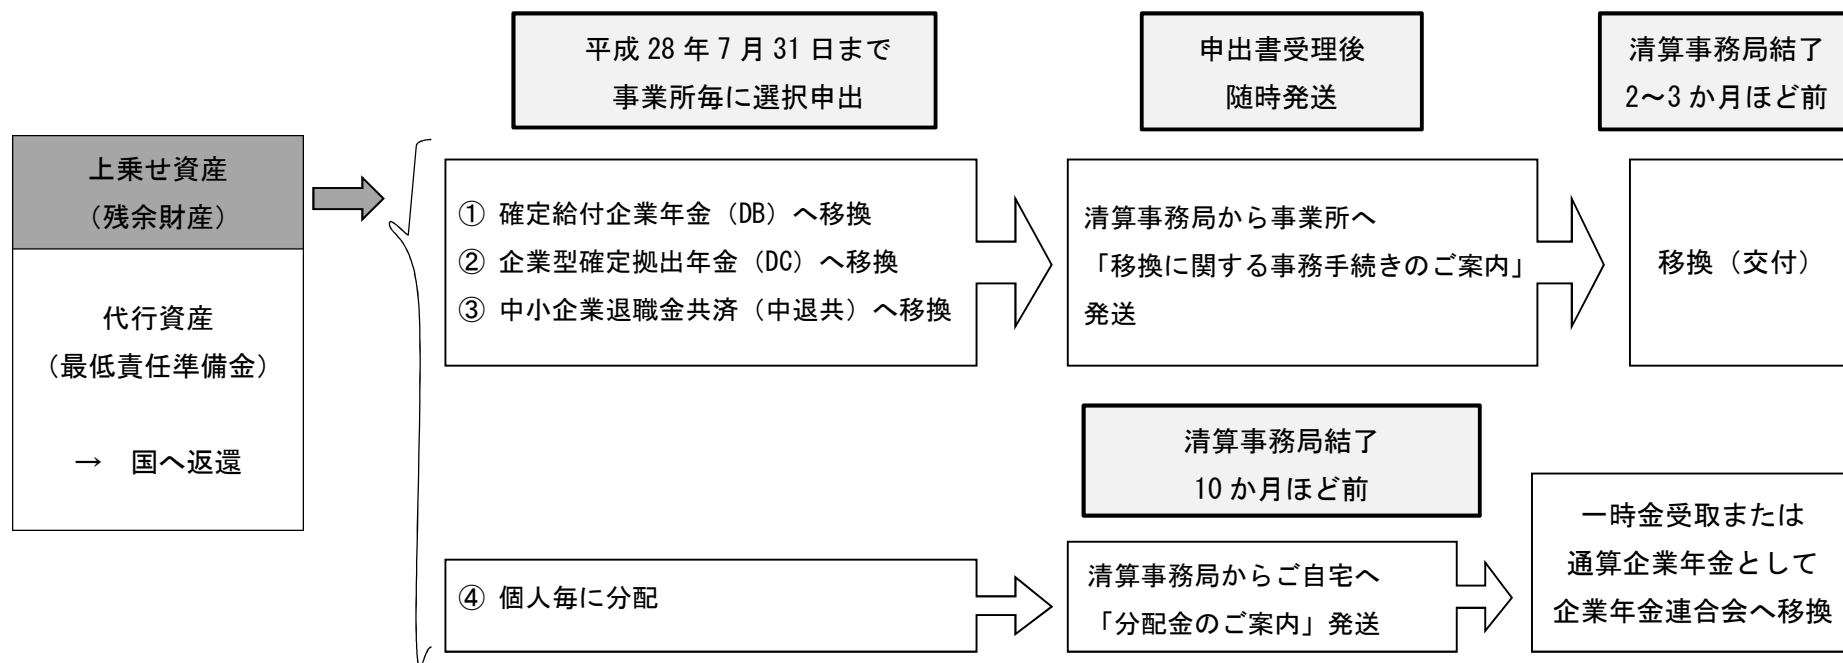 平成 28 年 7 月 31 日まで
事業所毎に選択申出
申出書受理後
随時発送
清算事務局結了
2～3 か月ほど前
上乗せ資産
（残余財産）
代行資産
（最低責任準備金）
→ 国へ返還
① 確定給付企業年金（DB）へ移換
② 企業型確定拠出年金（DC）へ移換
③ 中小企業退職金共済（中退共）へ移換
清算事務局から事業所へ
「移換に関する事務手続きのご案内」
発送
移換（交付）
清算事務局結了
10 か月ほど前
④ 個人毎に分配
清算事務局からご自宅へ
「分配金のご案内」発送
一時金受取または
通算企業年金として
企業年金連合会へ移換